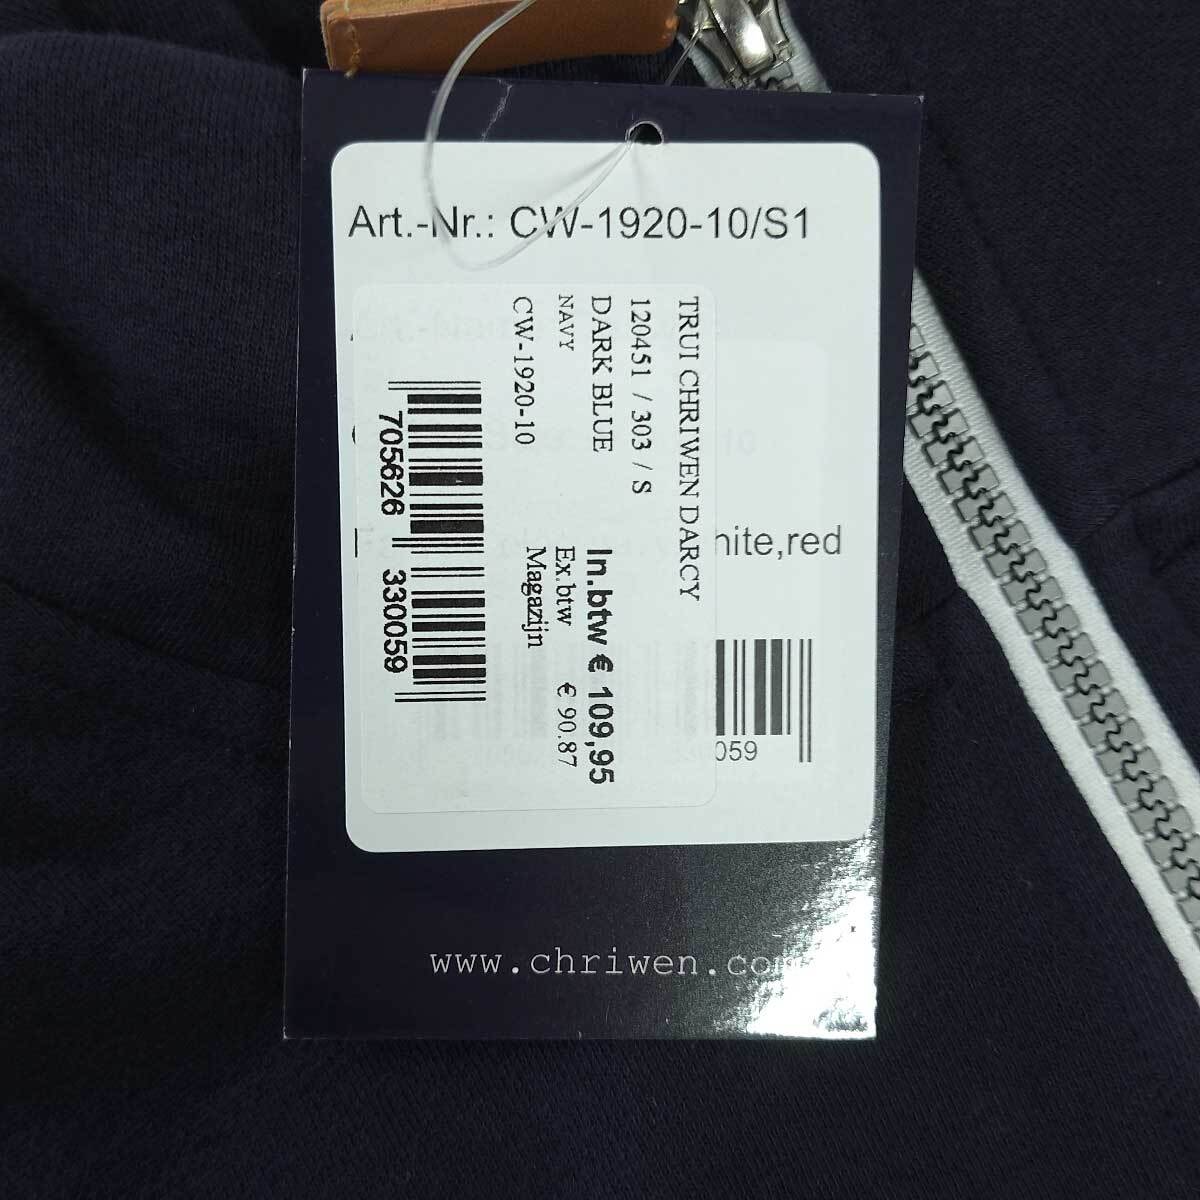 Art.-Nr.: CW-1920-10/S1
TRUI CHRIWEN DARCY
120451 / 303 / S
DARK BLUE
NAVY
CW-1920-10
In.btw € 109,95
Ex.btw € 90.87
Magazijn
705626 330059
hite,red
059
www.chriwen.com